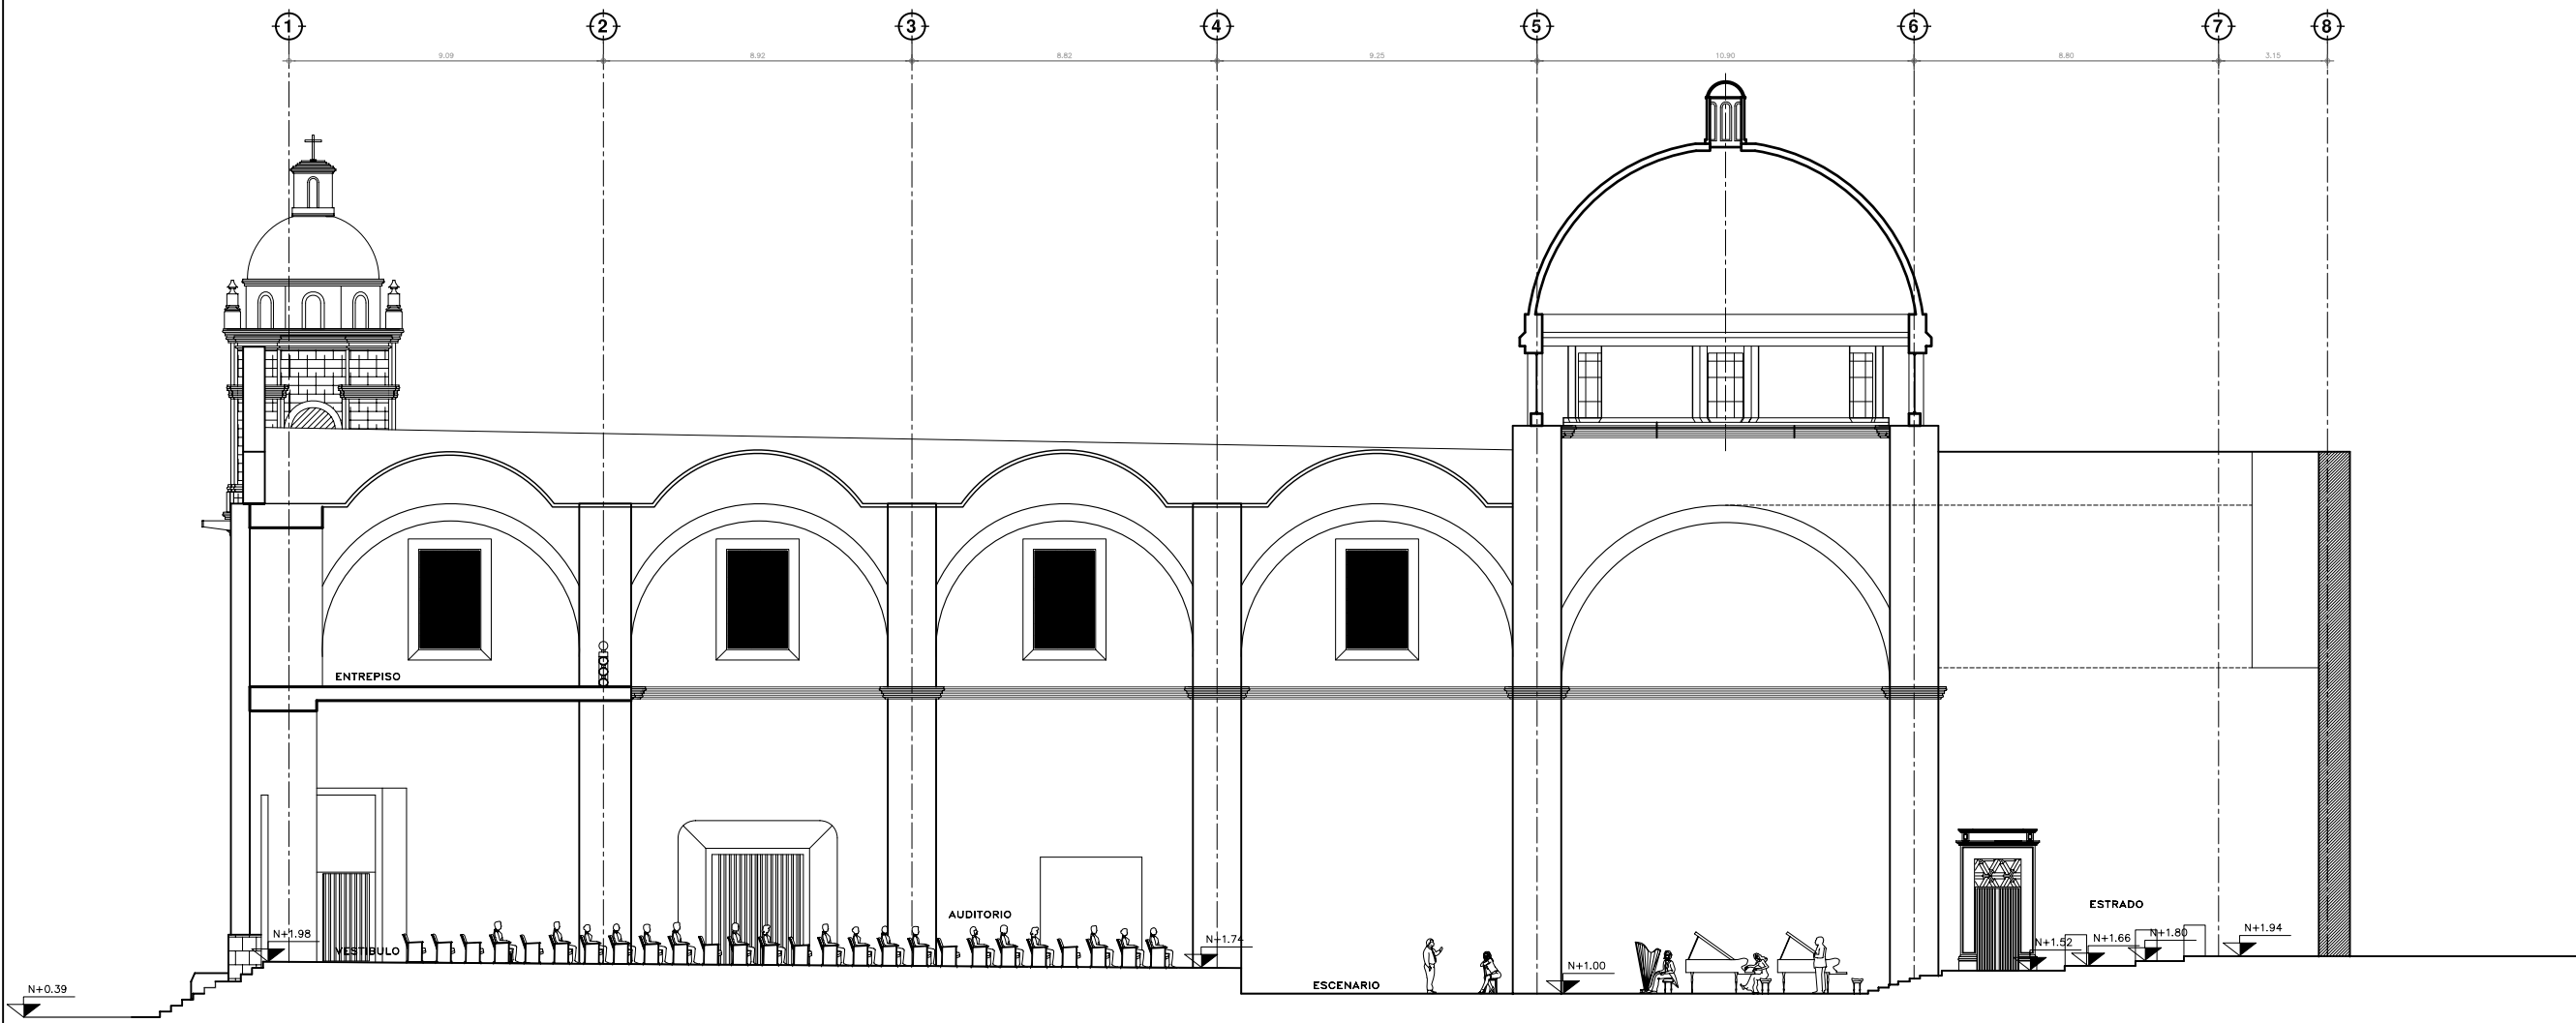 1 2 3 4 5 6 7 8
9.09 8.92 8.82 9.25 10.90 8.80 3.15
ENTREPISO
ESTRADO
AUDITORIO
N+1.98
N+1.74
N+1.52
N+1.66
N+1.80
N+1.94
VESTIBULO
N+1.00
ESCENARIO
N+0.39